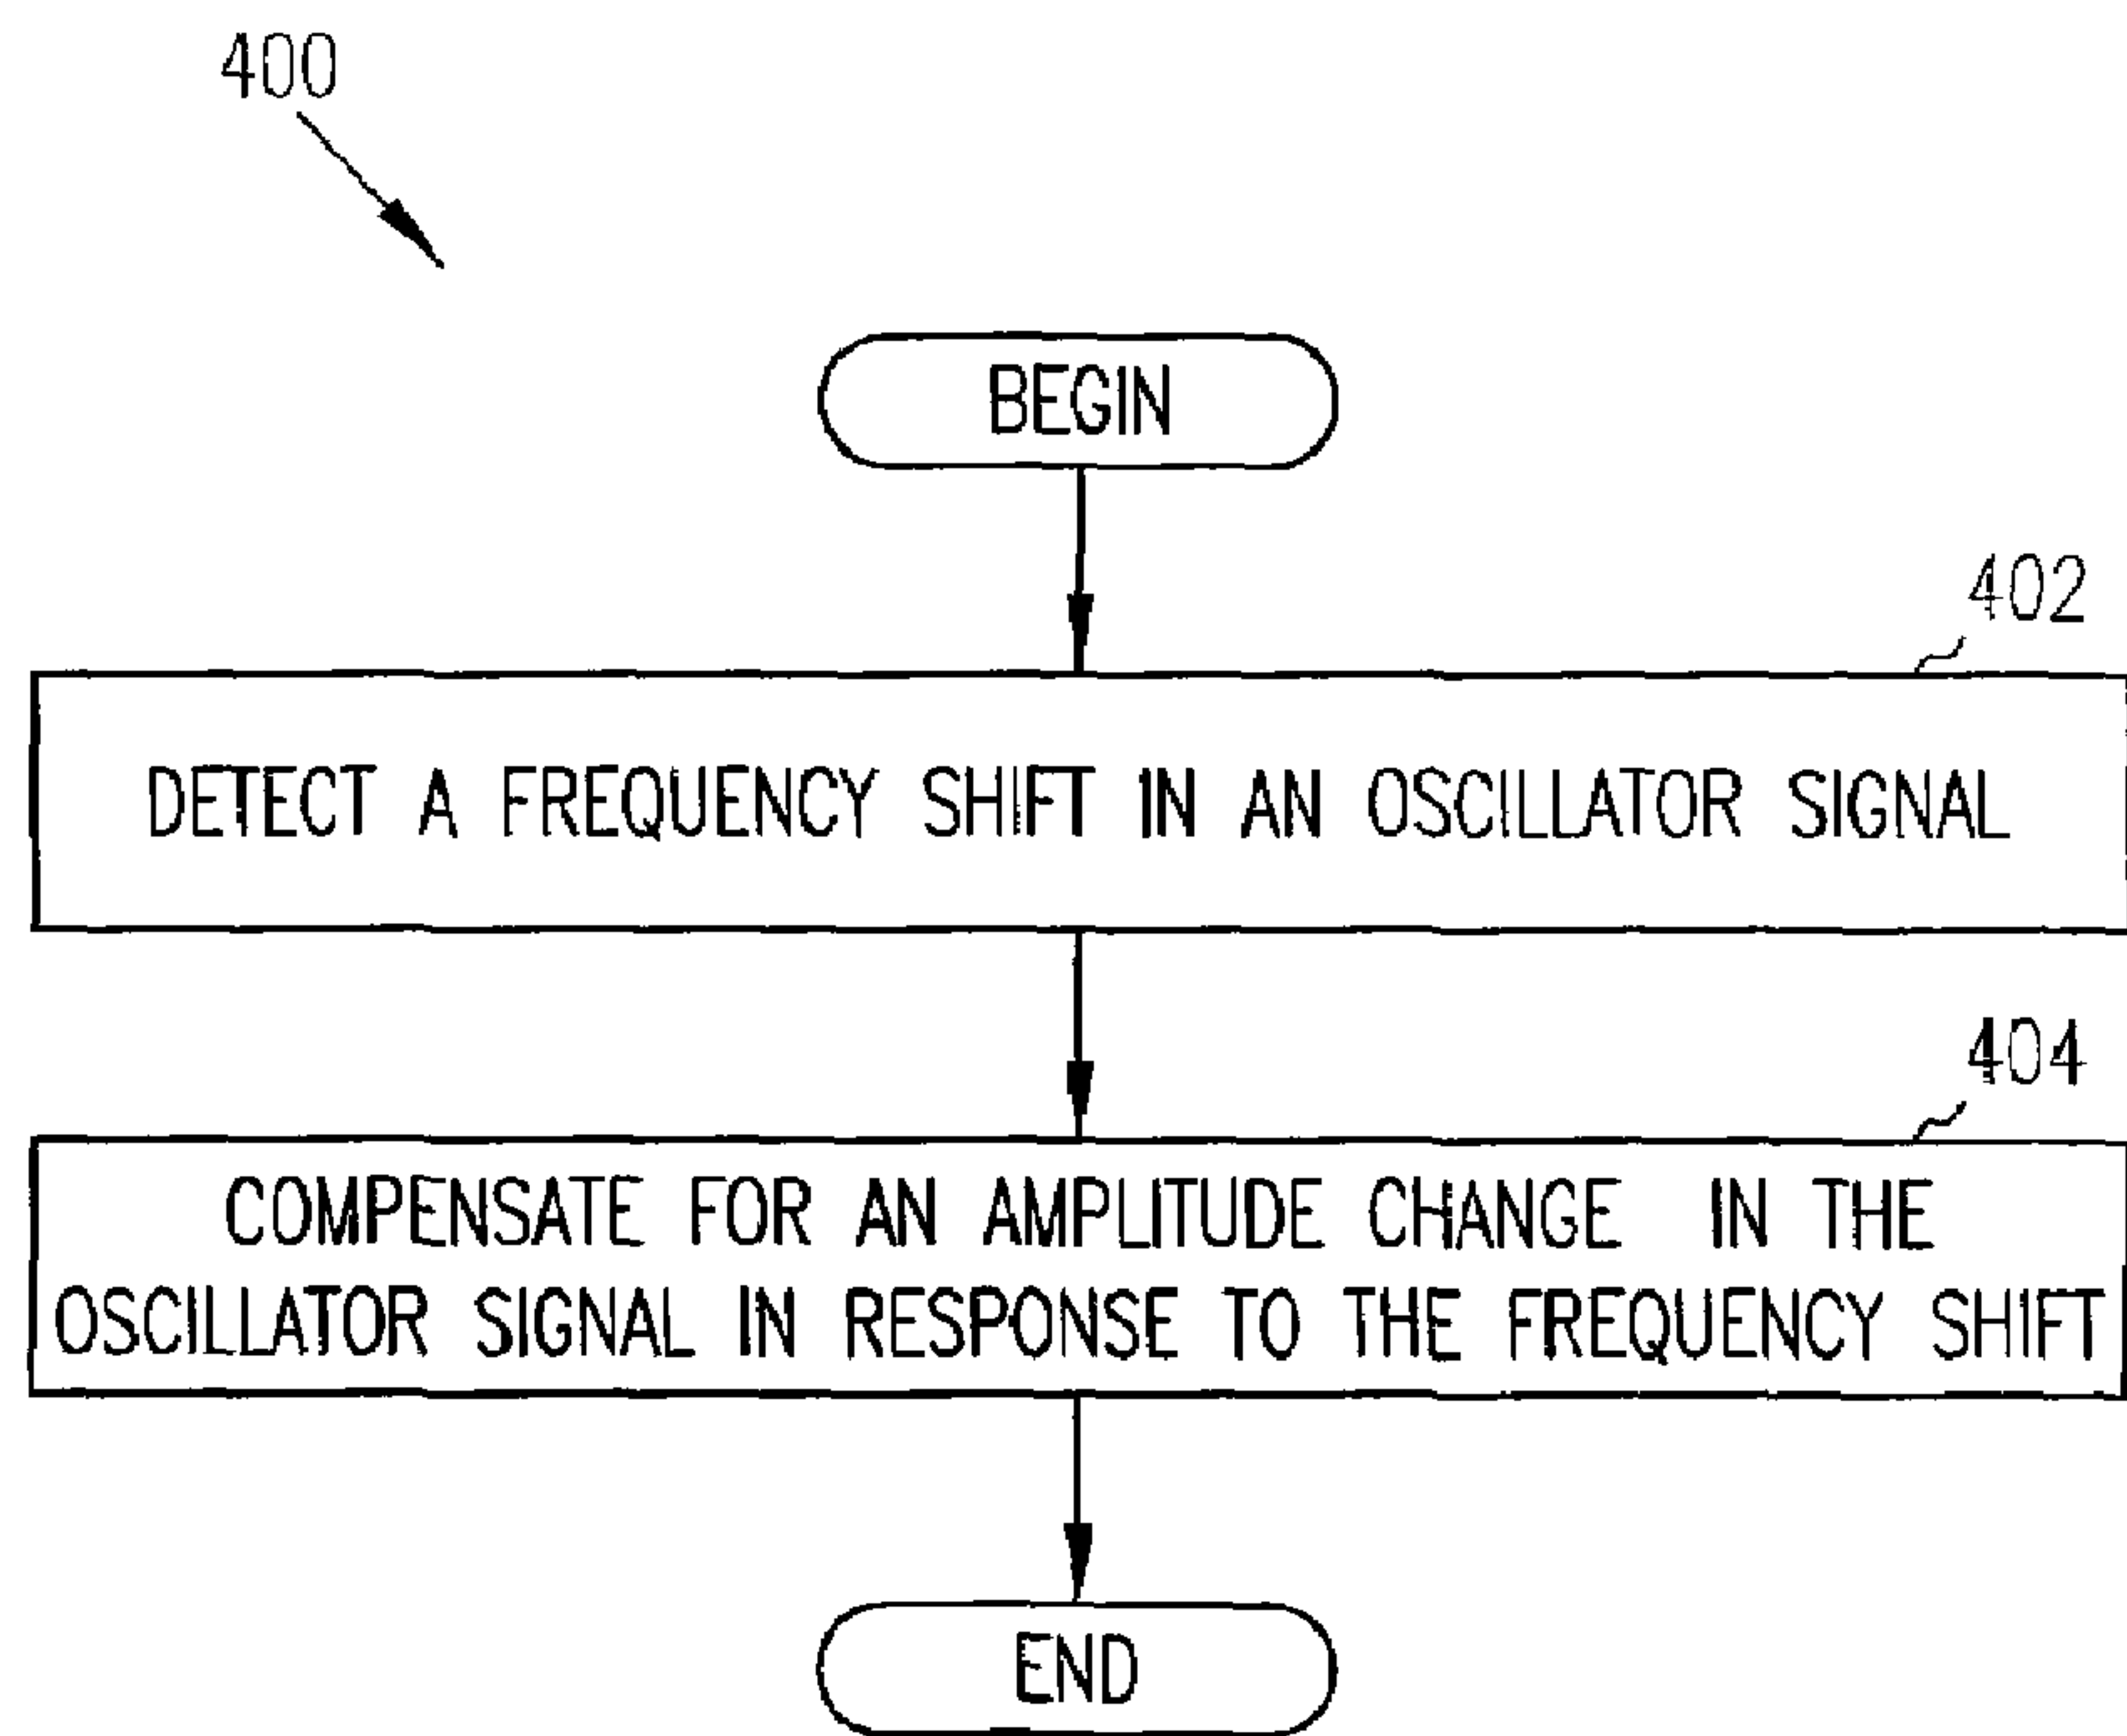 400
BEGIN
402
DETECT A FREQUENCY SHIFT IN AN OSCILLATOR SIGNAL
404
COMPENSATE FOR AN AMPLITUDE CHANGE IN THE
OSCILLATOR SIGNAL IN RESPONSE TO THE FREQUENCY SHIFT
END